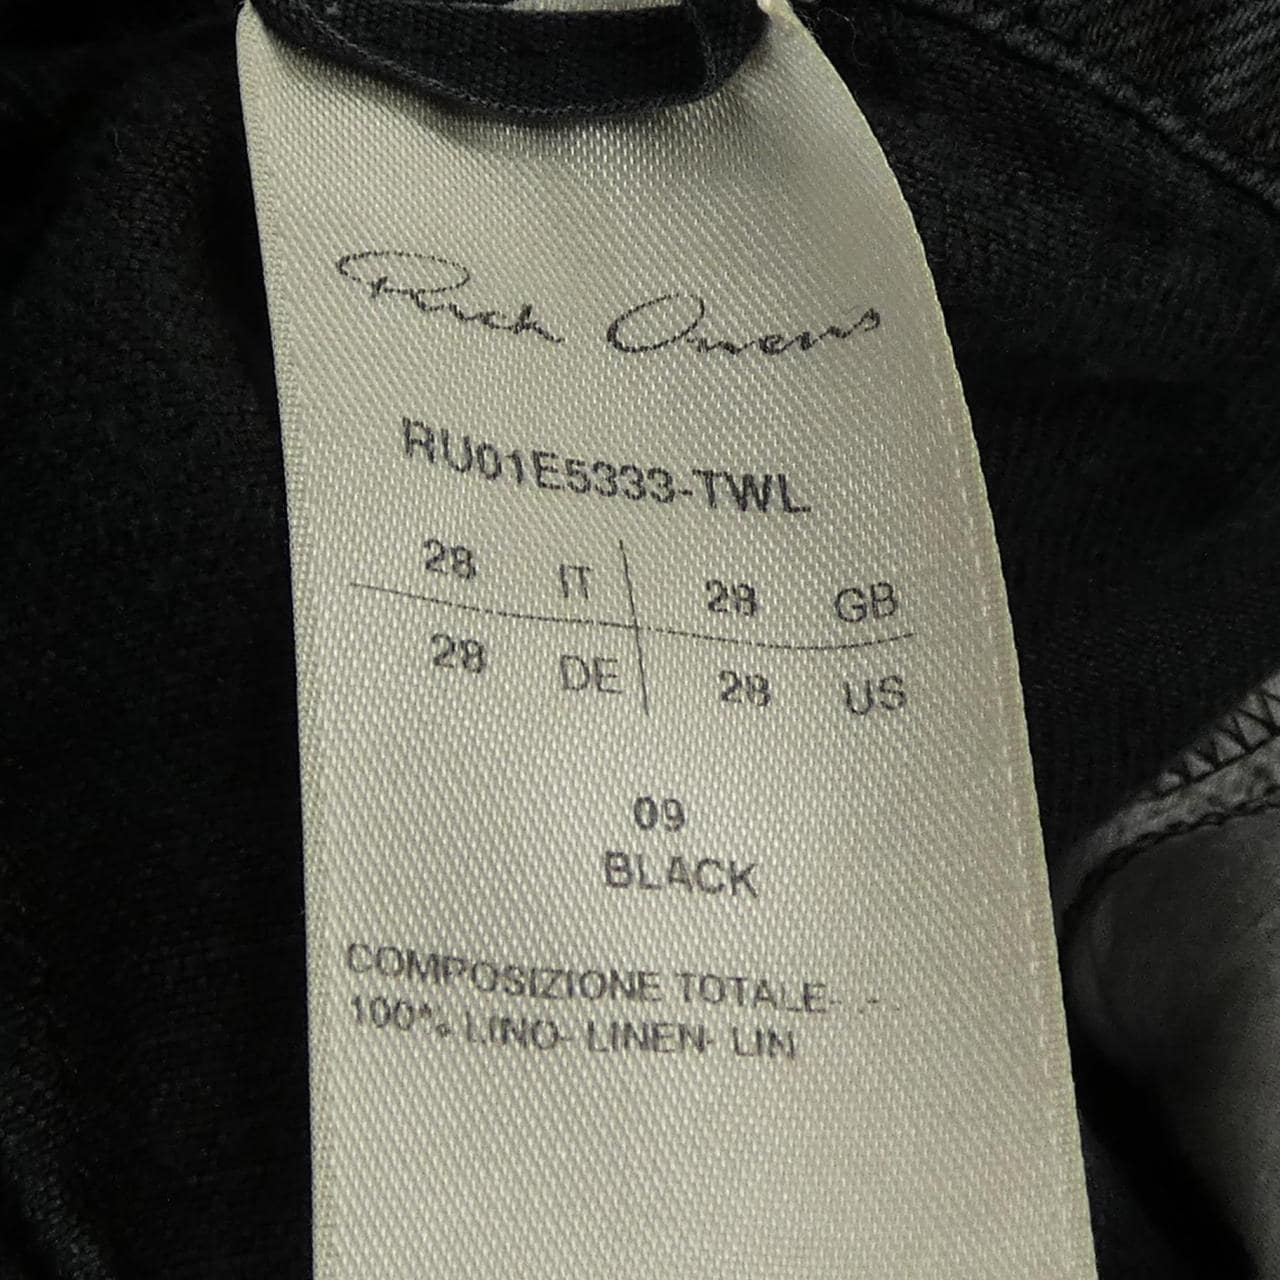 Rick Owens
RU01E5333-TWL
28 IT 28 GB
28 DE 28 US
09
BLACK
COMPOSIZIONE TOTALE- .-
100% LINO- LINEN- LIN